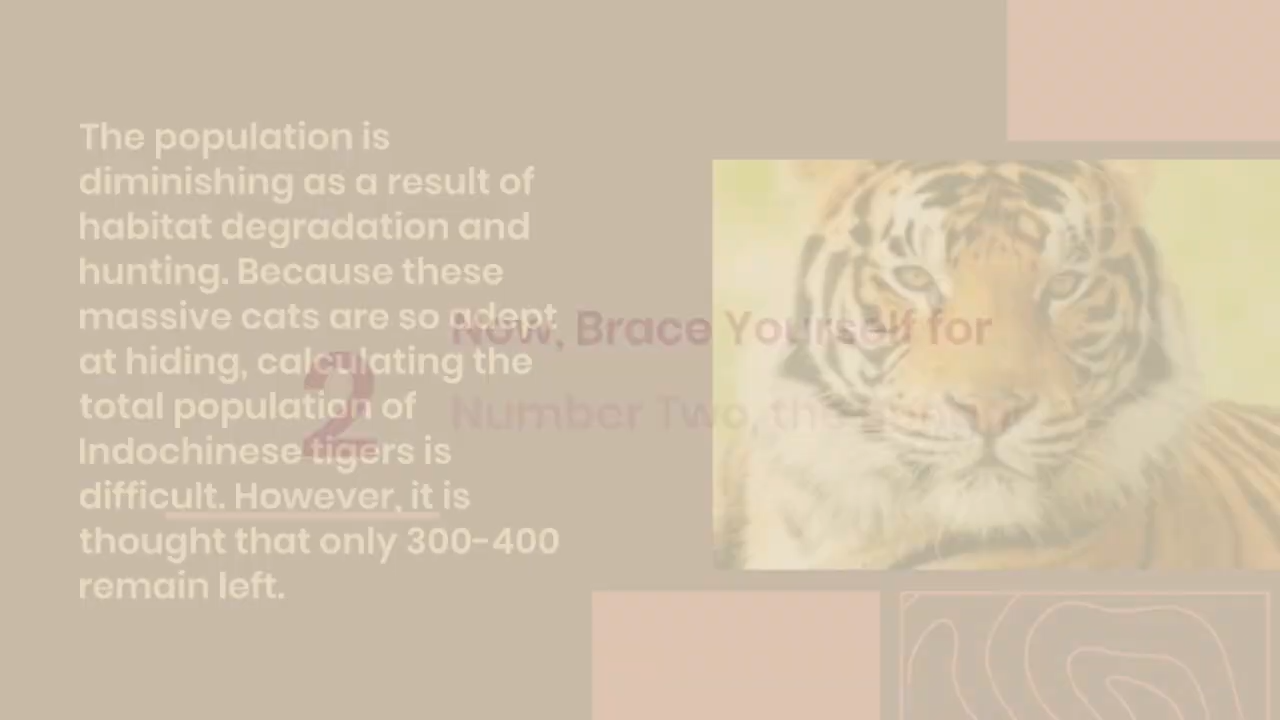 The population is
diminishing as a result of
habitat degradation and
hunting. Because these
massive cats are so adept
at hiding, calculating the
total population of
Indochinese tigers is
difficult. However, it is
thought that only 300-400
remain left.
2
Now, Brace Yourself for
Number Two, the